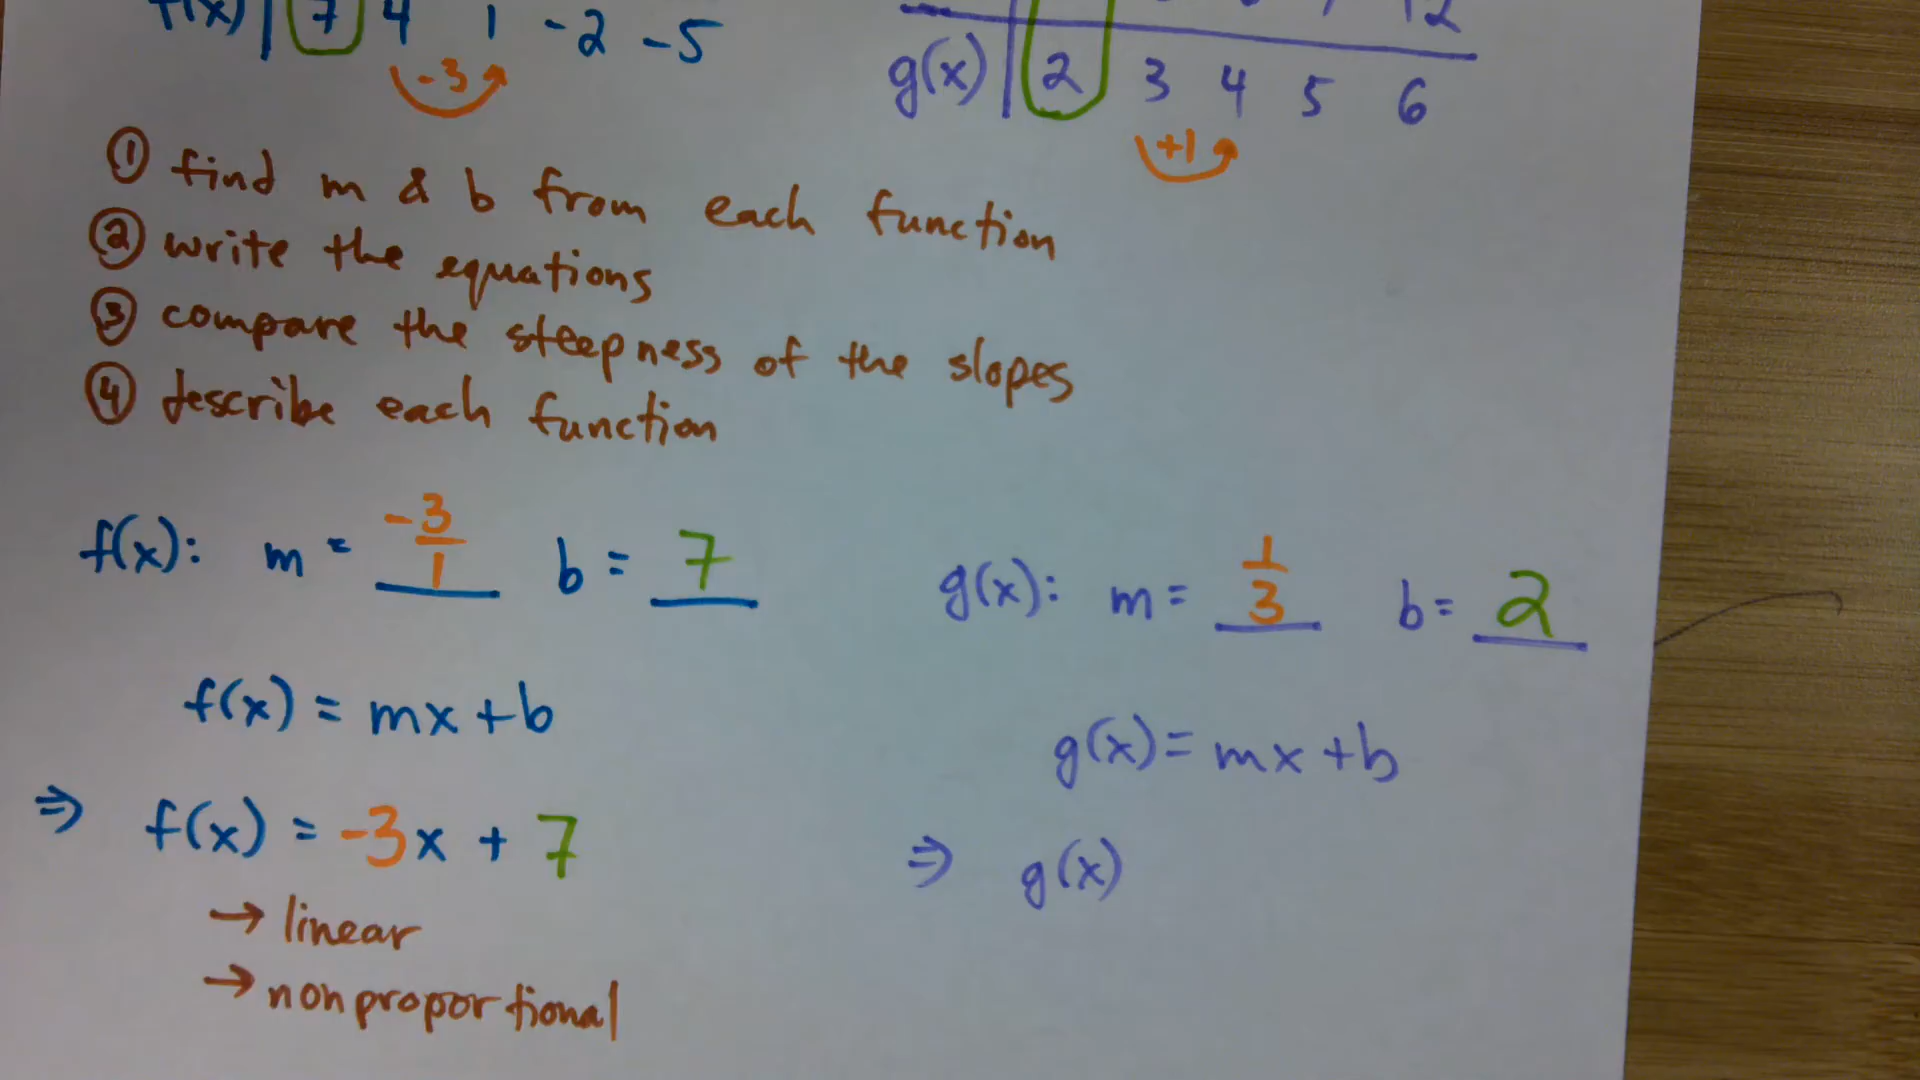 f(x) | 7 4 1 -2 -5
-3
12
g(x) | 2 3 4 5 6
+1
① find m & b from each function
② write the equations
③ compare the steepness of the slopes
④ describe each function
f(x): m = -3/1 b = 7
g(x): m = 1/3 b = 2
f(x) = mx + b
g(x) = mx + b
⇒ f(x) = -3x + 7
⇒ g(x)
→ linear
→ nonproportional